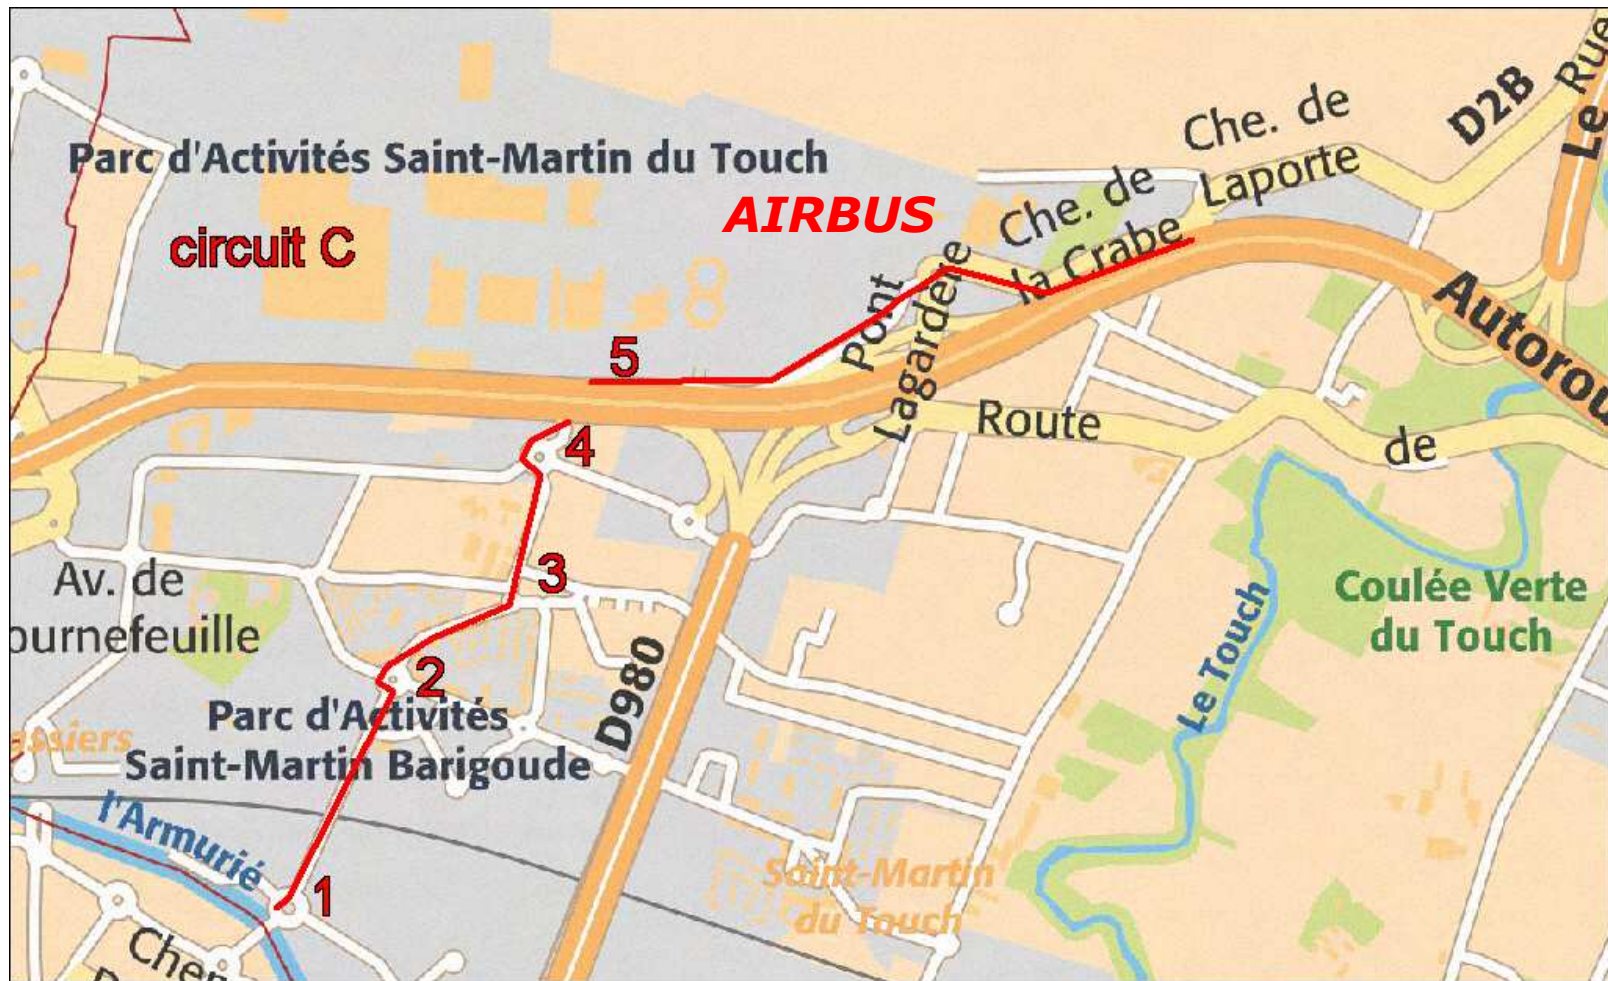 Rue
D2B
Le
Che. de
Laporte
Parc d'Activités Saint-Martin du Touch
AIRBUS
Che. de
la Crabe
circuit C
Pont
Lagardère
Autorou
5
Route
de
4
3
Av. de
ournefeuille
Coulée Verte
du Touch
Le Touch
2
D980
Parc d'Activités
Saint-Martin Barigoude
assiers
l'Armurié
1
Saint-Martin
du Touch
Chem